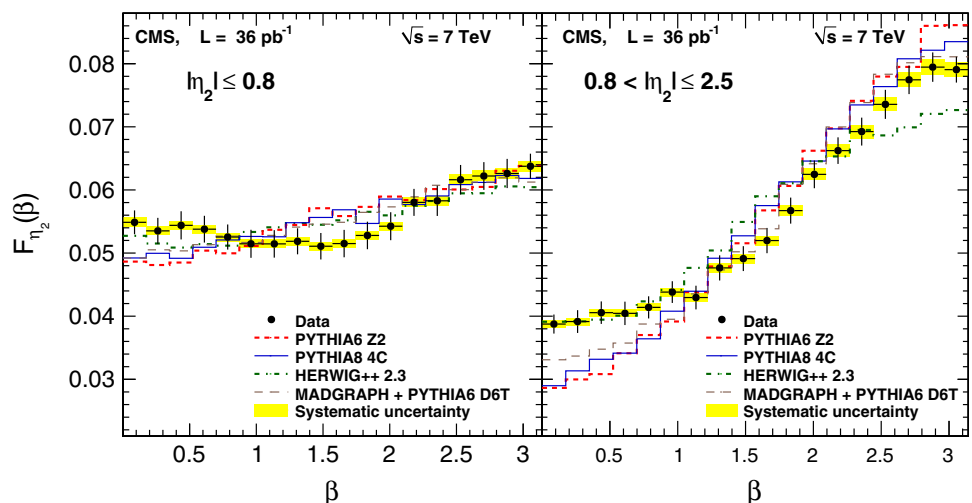 CMS, L = 36 pb⁻¹ √s = 7 TeV
|η₂| ≤ 0.8
CMS, L = 36 pb⁻¹ √s = 7 TeV
0.8 < |η₂| ≤ 2.5
F_η₂(β)
0.08
0.07
0.06
0.05
0.04
0.03
Data
PYTHIA6 Z2
PYTHIA8 4C
HERWIG++ 2.3
MADGRAPH + PYTHIA6 D6T
Systematic uncertainty
Data
PYTHIA6 Z2
PYTHIA8 4C
HERWIG++ 2.3
MADGRAPH + PYTHIA6 D6T
Systematic uncertainty
0.5 1 1.5 2 2.5 3
0.5 1 1.5 2 2.5 3
β
β